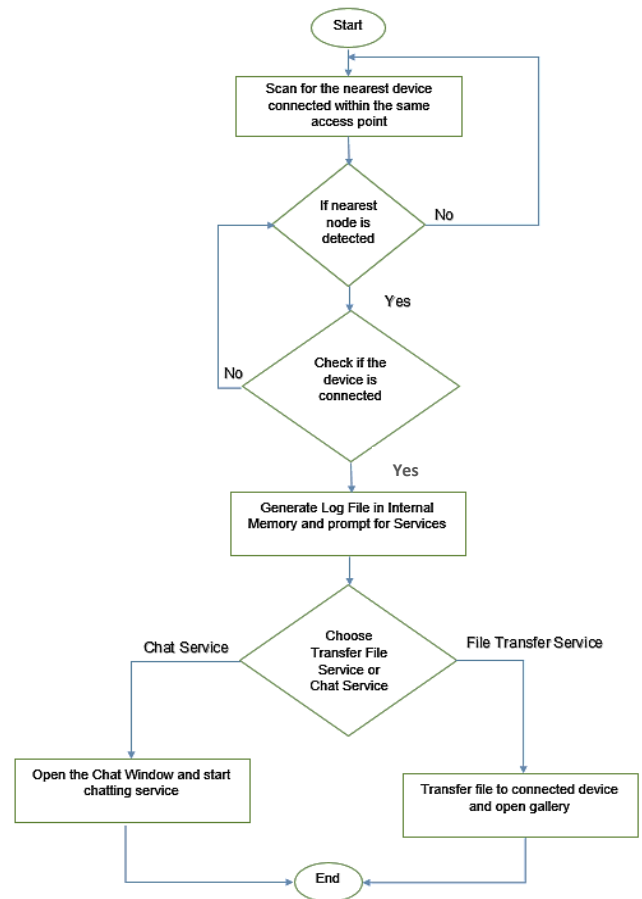 Start
Scan for the nearest device
connected within the same
access point
If nearest
node is
detected
No
Yes
Check if the
device is
connected
No
Yes
Generate Log File in Internal
Memory and prompt for Services
Choose
Transfer File
Service or
Chat Service
Chat Service
File Transfer Service
Open the Chat Window and start
chatting service
Transfer file to connected device
and open gallery
End